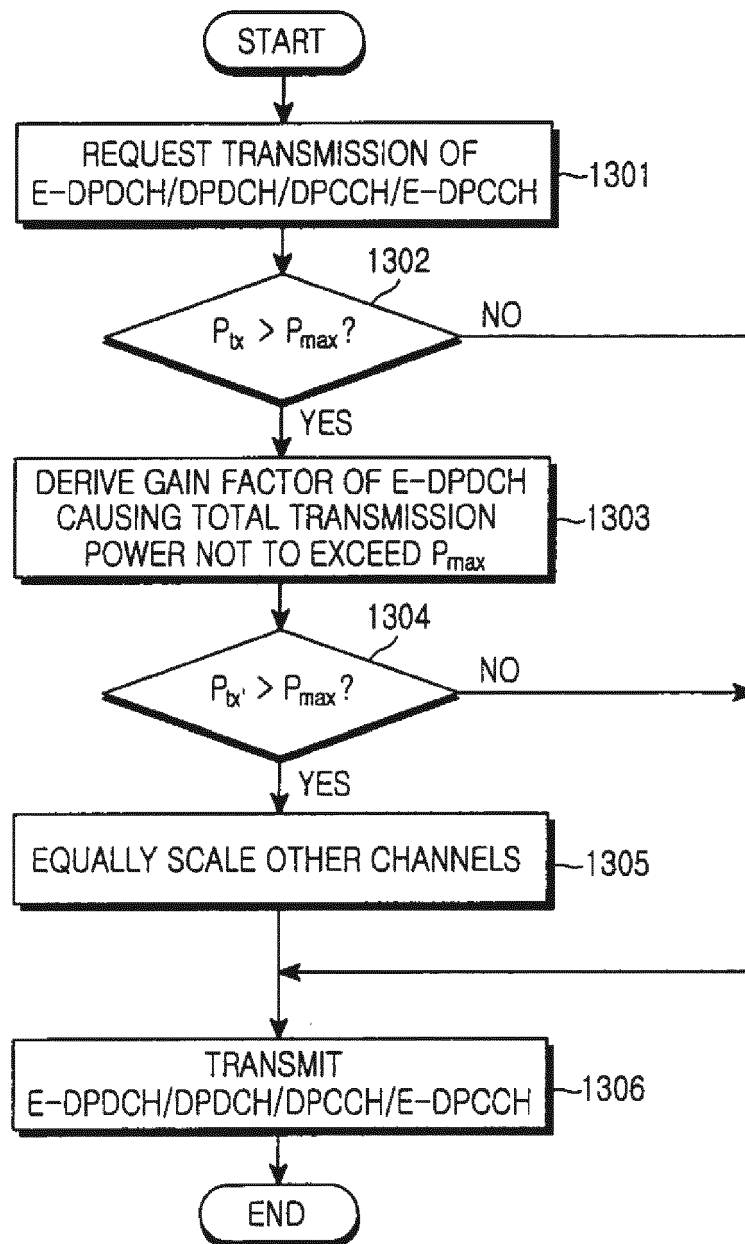 START
REQUEST TRANSMISSION OF
E-DPDCH/DPDCH/DPCCH/E-DPCCH
1301
1302
Ptx > Pmax?
NO
YES
DERIVE GAIN FACTOR OF E-DPDCH
CAUSING TOTAL TRANSMISSION
POWER NOT TO EXCEED Pmax
1303
1304
Ptx' > Pmax?
NO
YES
EQUALLY SCALE OTHER CHANNELS
1305
TRANSMIT
E-DPDCH/DPDCH/DPCCH/E-DPCCH
1306
END